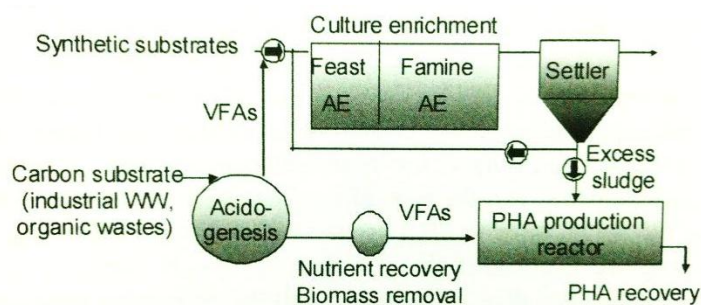 Culture enrichment
Synthetic substrates
Feast
Famine
AE
AE
Settler
VFAs
Excess
sludge
Carbon substrate
(industrial WW,
organic wastes)
Acido-
genesis
VFAs
PHA production
reactor
Nutrient recovery
Biomass removal
PHA recovery